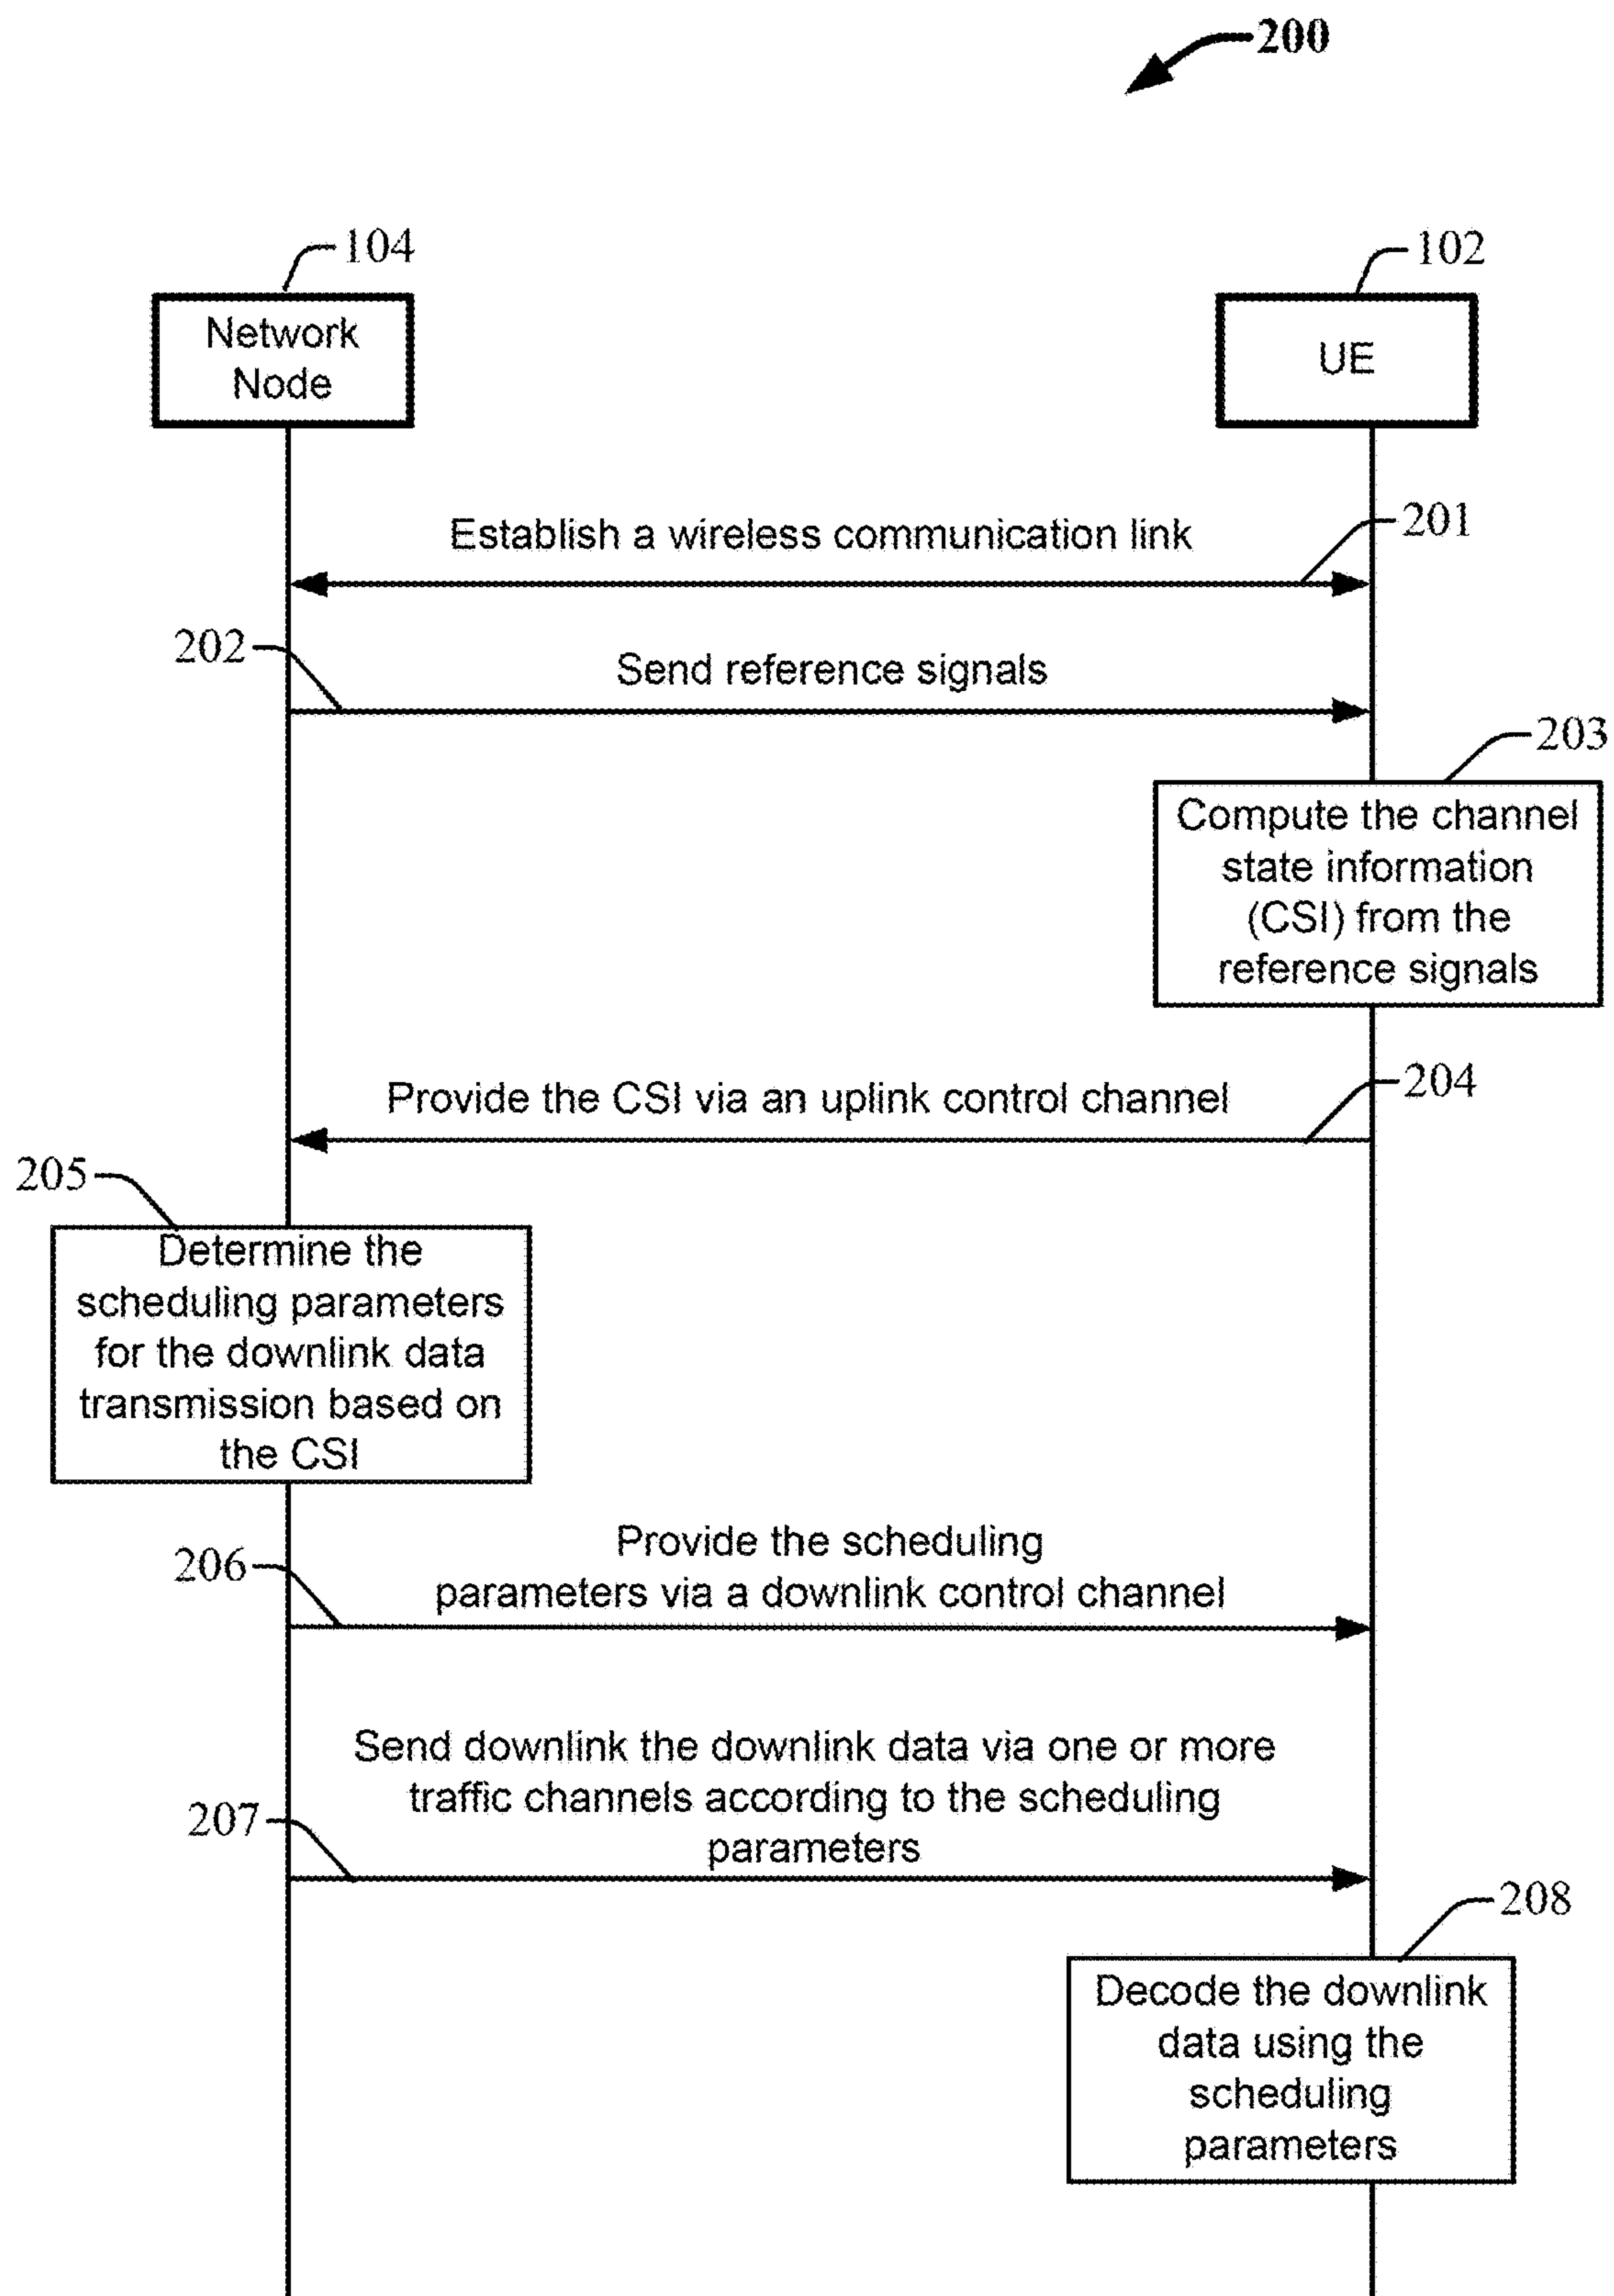 200
104
102
Network
Node
UE
Establish a wireless communication link
201
202
Send reference signals
203
Compute the channel
state information
(CSI) from the
reference signals
Provide the CSI via an uplink control channel
204
205
Determine the
scheduling parameters
for the downlink data
transmission based on
the CSI
206
Provide the scheduling
parameters via a downlink control channel
Send downlink the downlink data via one or more
traffic channels according to the scheduling
parameters
207
208
Decode the downlink
data using the
scheduling
parameters